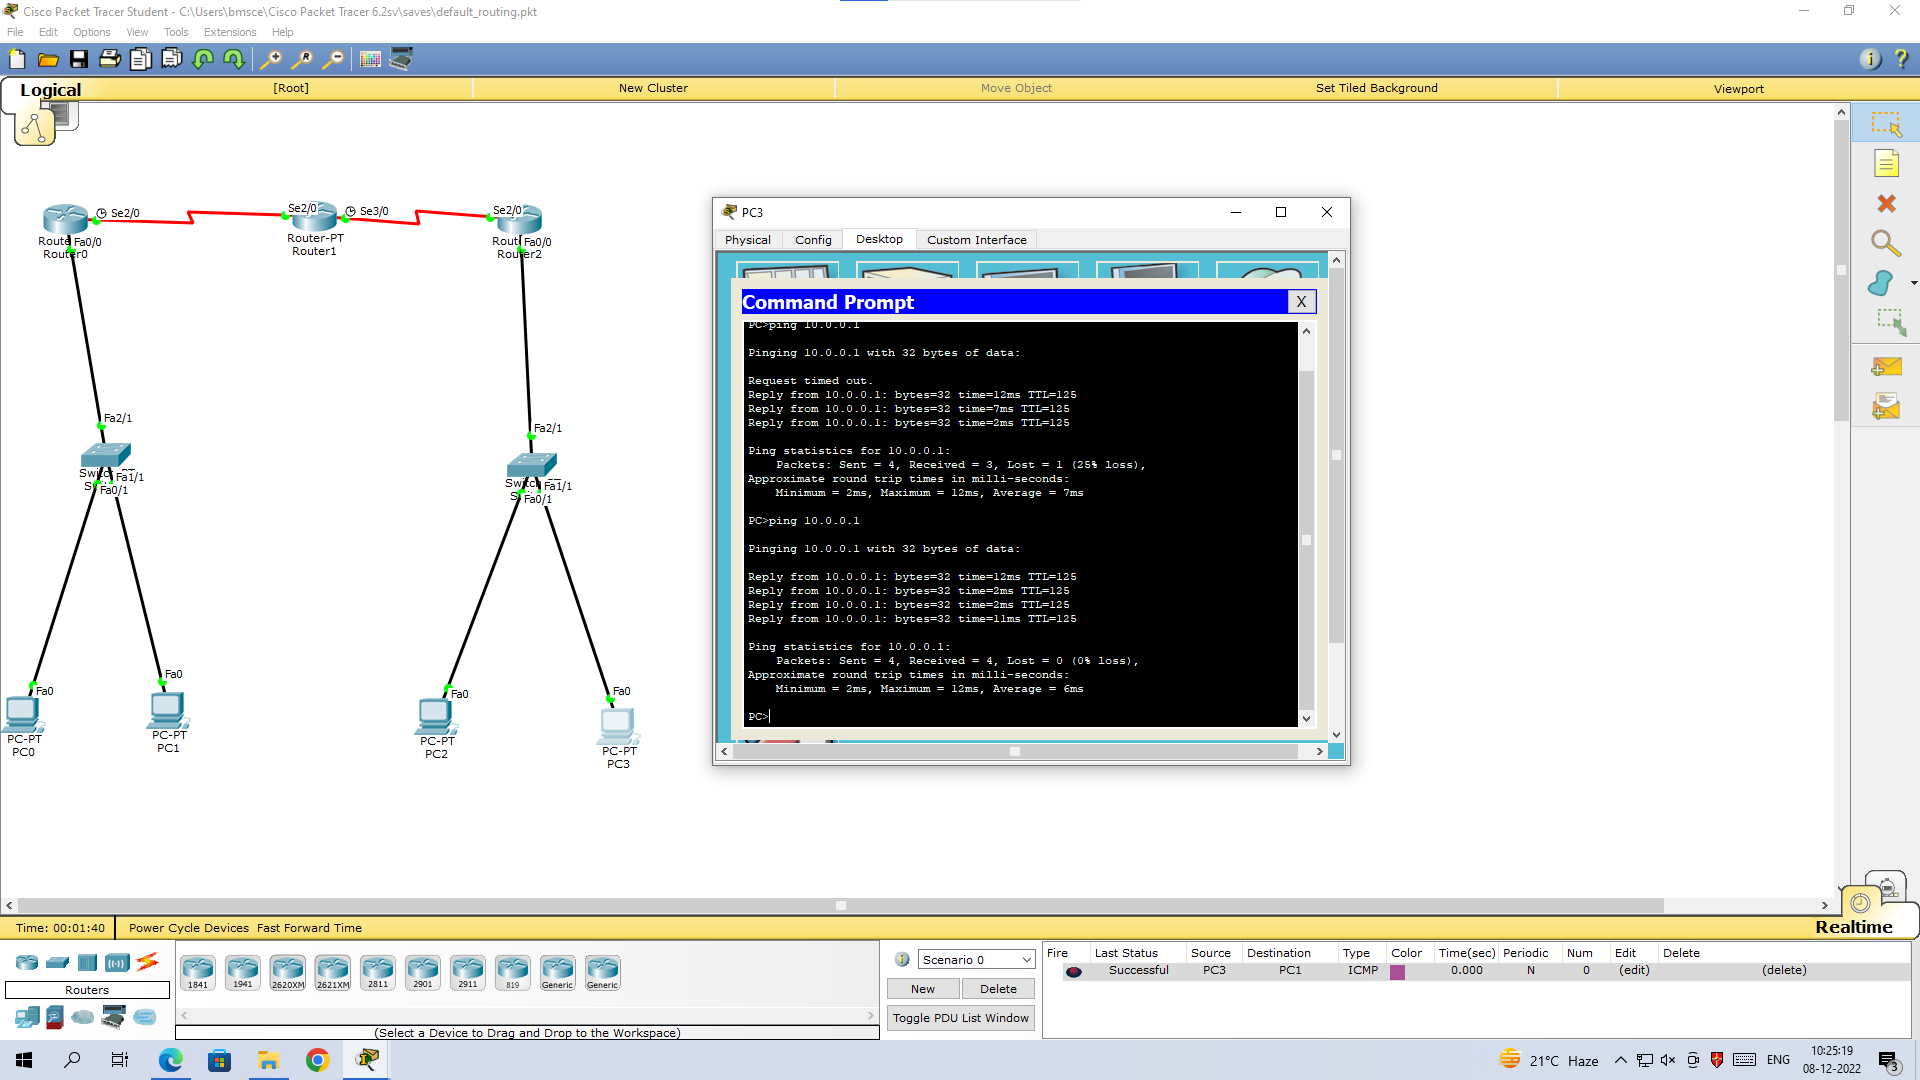 Cisco Packet Tracer Student - C:\Users\bmsce\Cisco Packet Tracer 6.2sv\saves\default_routing.pkt
File Edit Options View Tools Extensions Help
Logical [Root] New Cluster Move Object Set Tiled Background Viewport
Se2/0
Fa0/0
Router0
Se2/0
Se3/0
Router-PT
Router1
Se2/0
Fa0/0
Router2
Fa2/1
Fa1/1
Fa0/1
Fa2/1
Fa1/1
Fa0/1
Fa0
PC-PT
PC0
Fa0
PC-PT
PC1
Fa0
PC-PT
PC2
Fa0
PC-PT
PC3
PC3
Physical Config Desktop Custom Interface
Command Prompt X
PC>ping 10.0.0.1
Pinging 10.0.0.1 with 32 bytes of data:
Request timed out.
Reply from 10.0.0.1: bytes=32 time=12ms TTL=125
Reply from 10.0.0.1: bytes=32 time=7ms TTL=125
Reply from 10.0.0.1: bytes=32 time=2ms TTL=125
Ping statistics for 10.0.0.1:
Packets: Sent = 4, Received = 3, Lost = 1 (25% loss),
Approximate round trip times in milli-seconds:
Minimum = 2ms, Maximum = 12ms, Average = 7ms
PC>ping 10.0.0.1
Pinging 10.0.0.1 with 32 bytes of data:
Reply from 10.0.0.1: bytes=32 time=12ms TTL=125
Reply from 10.0.0.1: bytes=32 time=2ms TTL=125
Reply from 10.0.0.1: bytes=32 time=2ms TTL=125
Reply from 10.0.0.1: bytes=32 time=11ms TTL=125
Ping statistics for 10.0.0.1:
Packets: Sent = 4, Received = 4, Lost = 0 (0% loss),
Approximate round trip times in milli-seconds:
Minimum = 2ms, Maximum = 12ms, Average = 6ms
PC>
Time: 00:01:40 Power Cycle Devices Fast Forward Time
Realtime
Routers
1841 1941 2620XM 2621XM 2811 2901 2911 819 Generic Generic
(Select a Device to Drag and Drop to the Workspace)
Scenario 0
New Delete
Toggle PDU List Window
Fire Last Status Source Destination Type Color Time(sec) Periodic Num Edit Delete
Successful PC3 PC1 ICMP 0.000 N 0 (edit) (delete)
21°C Haze ENG
10:25:19
08-12-2022
3